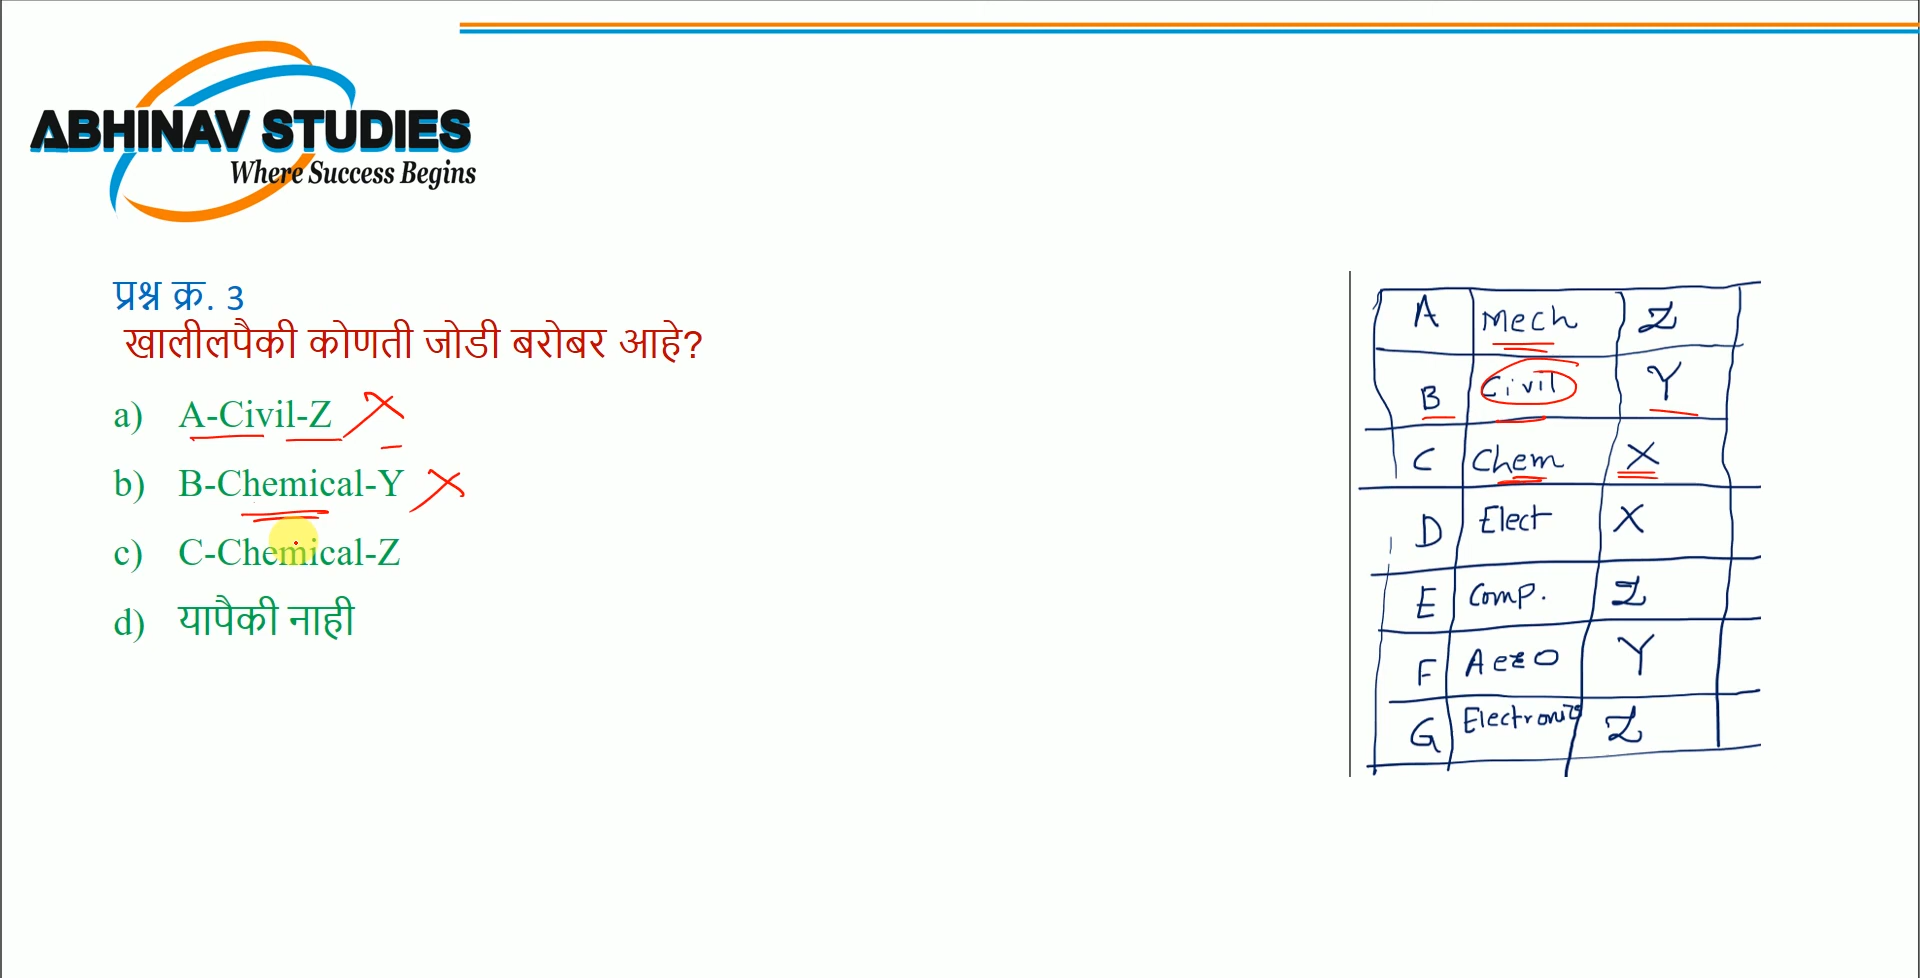 ABHINAV STUDIES
Where Success Begins
प्रश्न क्र. 3
खालीलपैकी कोणती जोडी बरोबर आहे?
a) A-Civil-Z
b) B-Chemical-Y
c) C-Chemical-Z
d) यापैकी नाही
A Mech Z
B Civil Y
C Chem X
D Elect X
E Comp. Z
F Aero Y
G Electronics Z